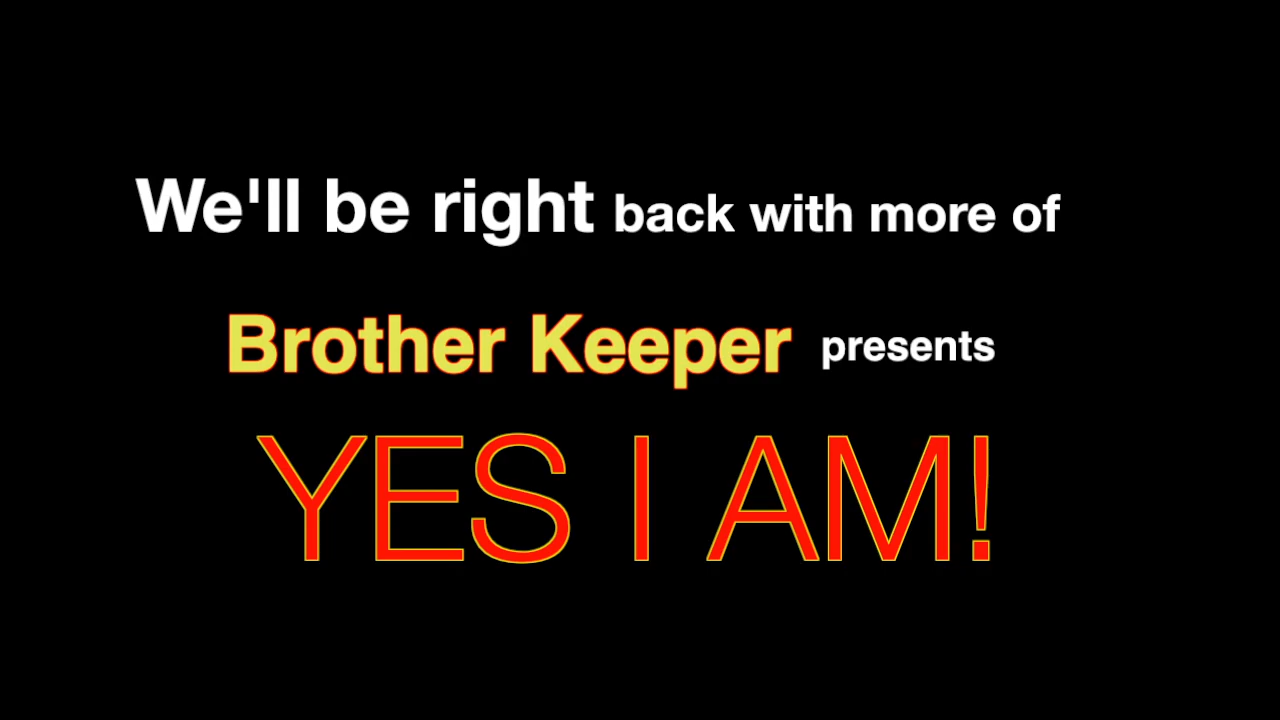 We'll be right back with more of
Brother Keeper presents
YES I AM!